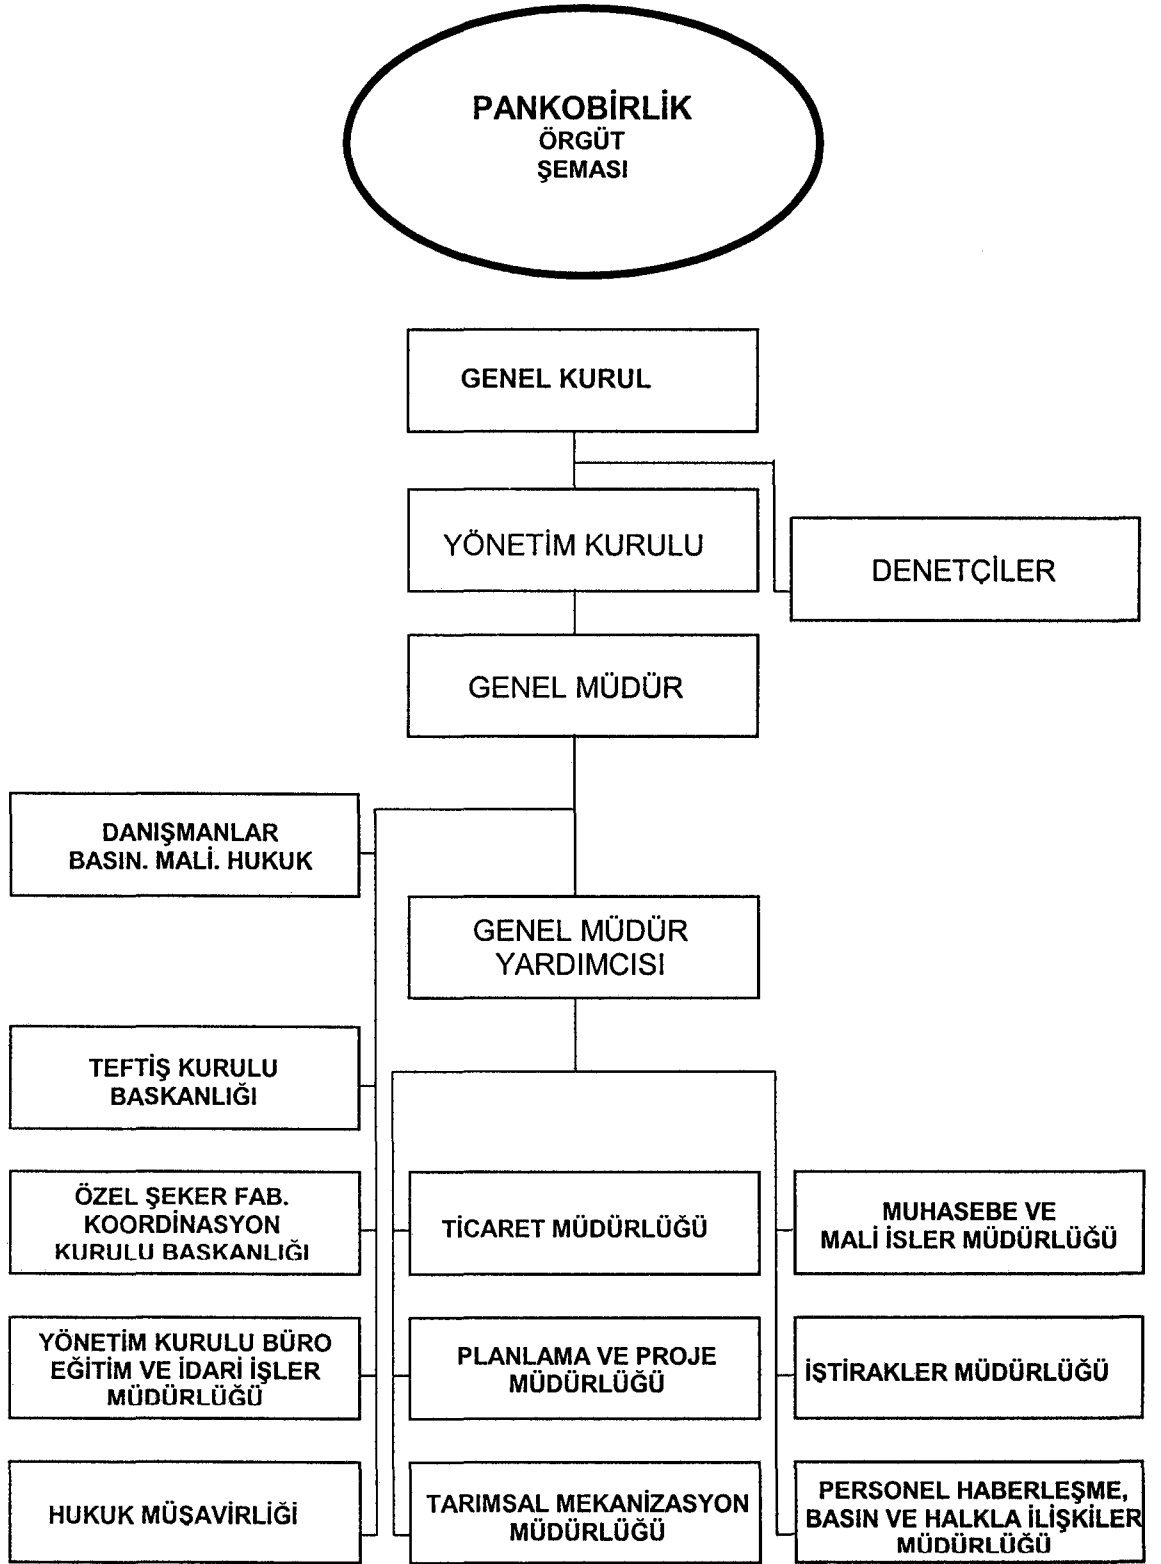 PANKOBİRLİK
ÖRGÜT
ŞEMASI
GENEL KURUL
YÖNETİM KURULU
DENETÇİLER
GENEL MÜDÜR
DANIŞMANLAR
BASIN. MALİ. HUKUK
GENEL MÜDÜR
YARDIMCISI
TEFTİŞ KURULU
BASKANLIĞI
ÖZEL ŞEKER FAB.
KOORDİNASYON
KURULU BASKANLIĞI
TİCARET MÜDÜRLÜĞÜ
MUHASEBE VE
MALİ İSLER MÜDÜRLÜĞÜ
YÖNETİM KURULU BÜRO
EĞİTİM VE İDARİ İŞLER
MÜDÜRLÜĞÜ
PLANLAMA VE PROJE
MÜDÜRLÜĞÜ
İŞTİRAKLER MÜDÜRLÜĞÜ
HUKUK MÜŞAVİRLİĞİ
TARIMSAL MEKANİZASYON
MÜDÜRLÜĞÜ
PERSONEL HABERLEŞME,
BASIN VE HALKLA İLİŞKİLER
MÜDÜRLÜĞÜ